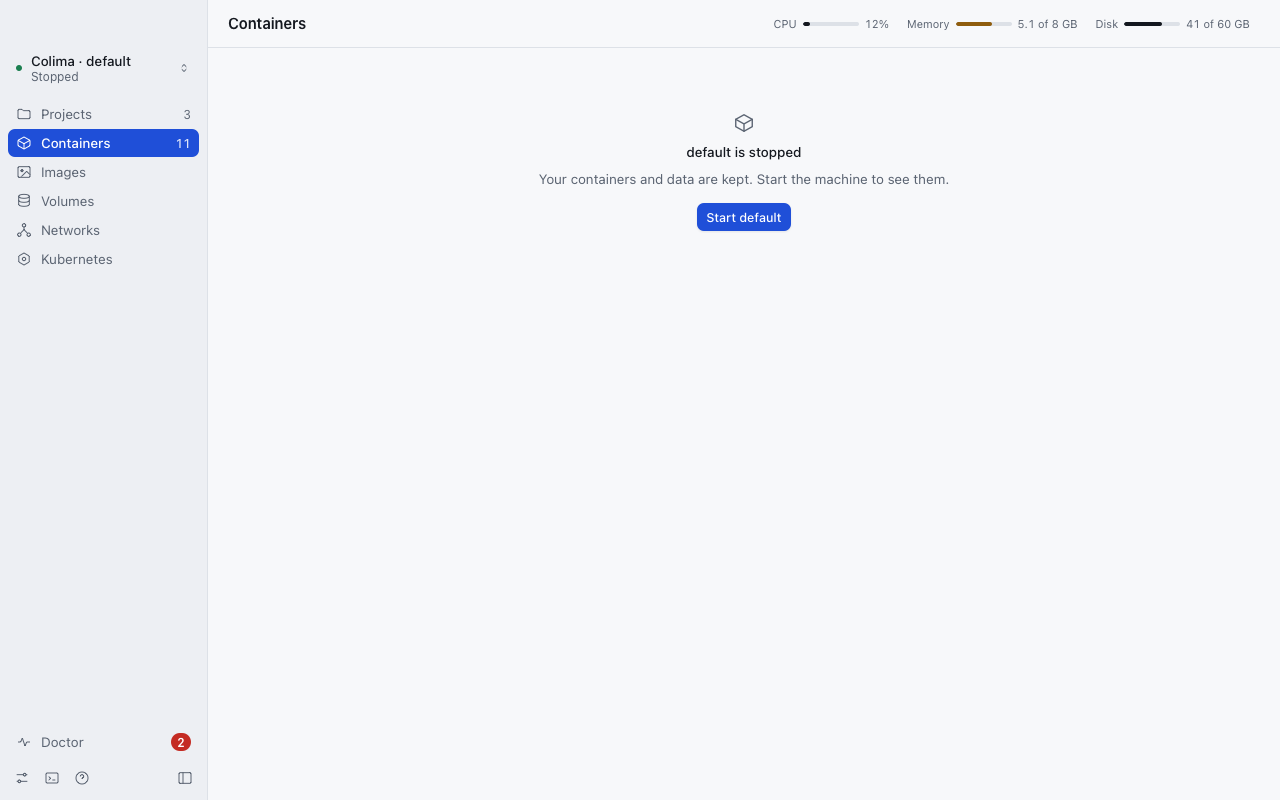 Colima · default
Stopped
Projects 3
Containers 11
Images
Volumes
Networks
Kubernetes
Doctor 2
Containers
CPU 12% Memory 5.1 of 8 GB Disk 41 of 60 GB
default is stopped
Your containers and data are kept. Start the machine to see them.
Start default